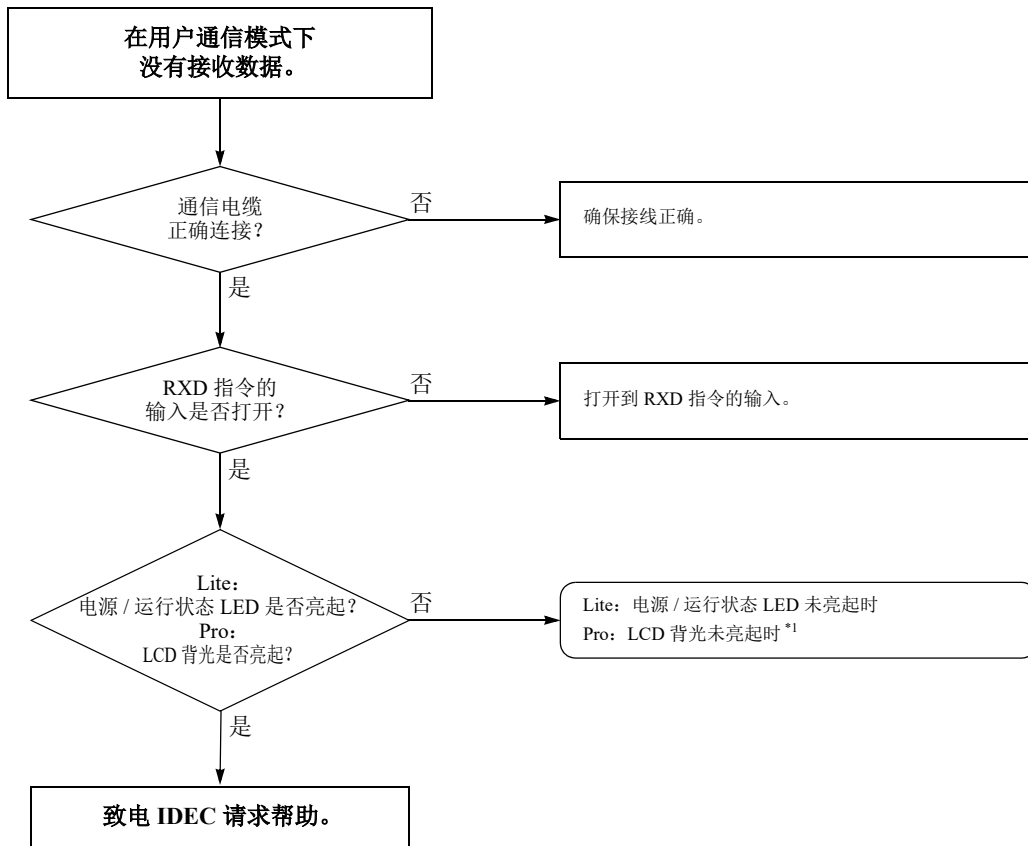 在用户通信模式下
没有接收数据。
通信电缆
正确连接？
否
确保接线正确。
是
RXD 指令的
输入是否打开？
否
打开到 RXD 指令的输入。
是
Lite：
电源 / 运行状态 LED 是否亮起？
Pro：
LCD 背光是否亮起？
否
Lite：电源 / 运行状态 LED 未亮起时
Pro：LCD 背光未亮起时 *1
是
致电 IDEC 请求帮助。